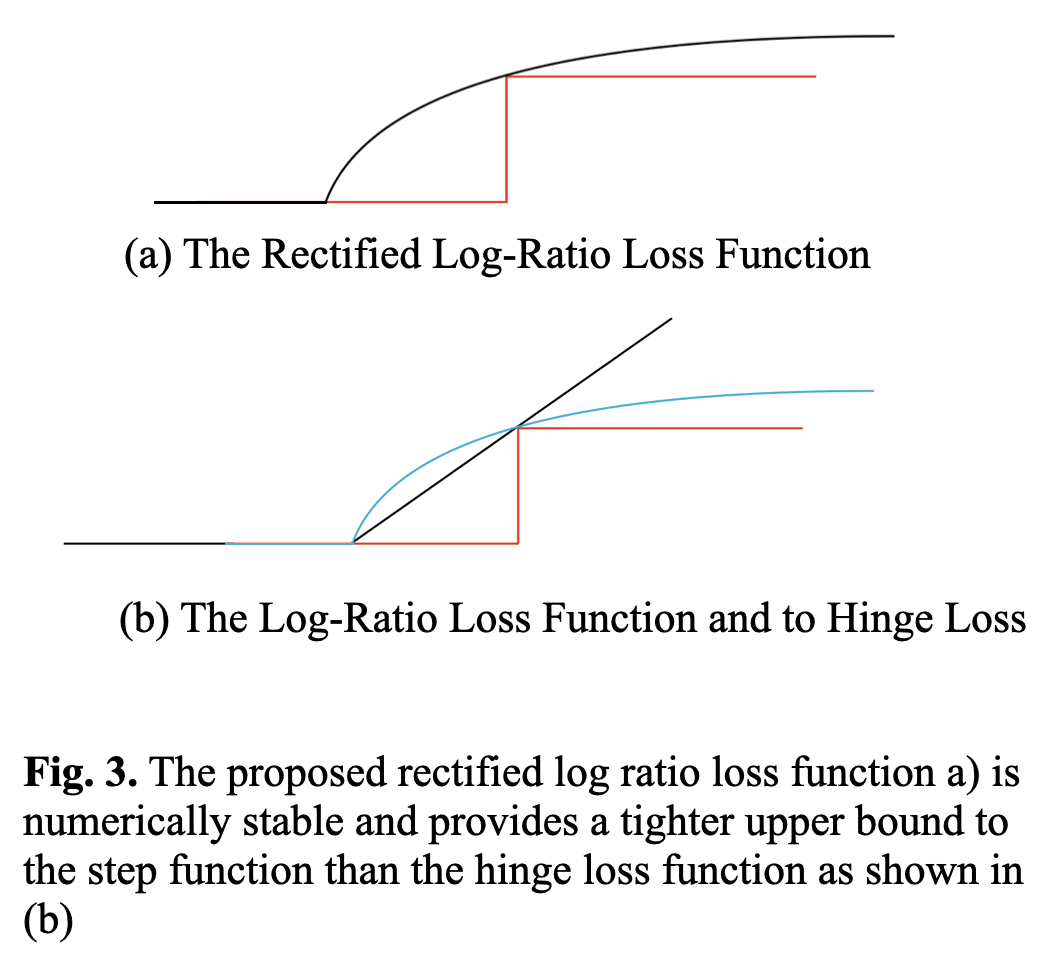 (a) The Rectified Log-Ratio Loss Function
(b) The Log-Ratio Loss Function and to Hinge Loss
Fig. 3. The proposed rectified log ratio loss function a) is
numerically stable and provides a tighter upper bound to
the step function than the hinge loss function as shown in
(b)